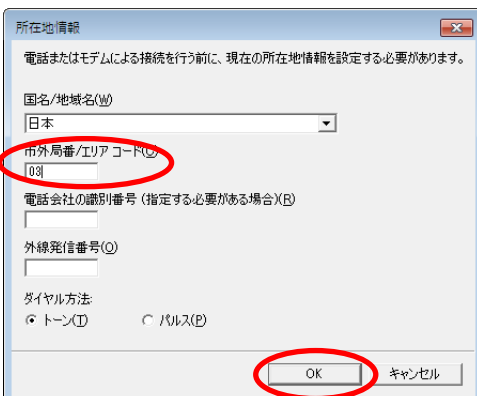 所在地情報
電話またはモデムによる接続を行う前に、現在の所在地情報を設定する必要があります。
国名/地域名(W)
日本
市外局番/エリア コード(C)
03
電話会社の識別番号 (指定する必要がある場合)(R)
外線発信番号(O)
ダイヤル方法:
トーン(T) パルス(P)
OK キャンセル